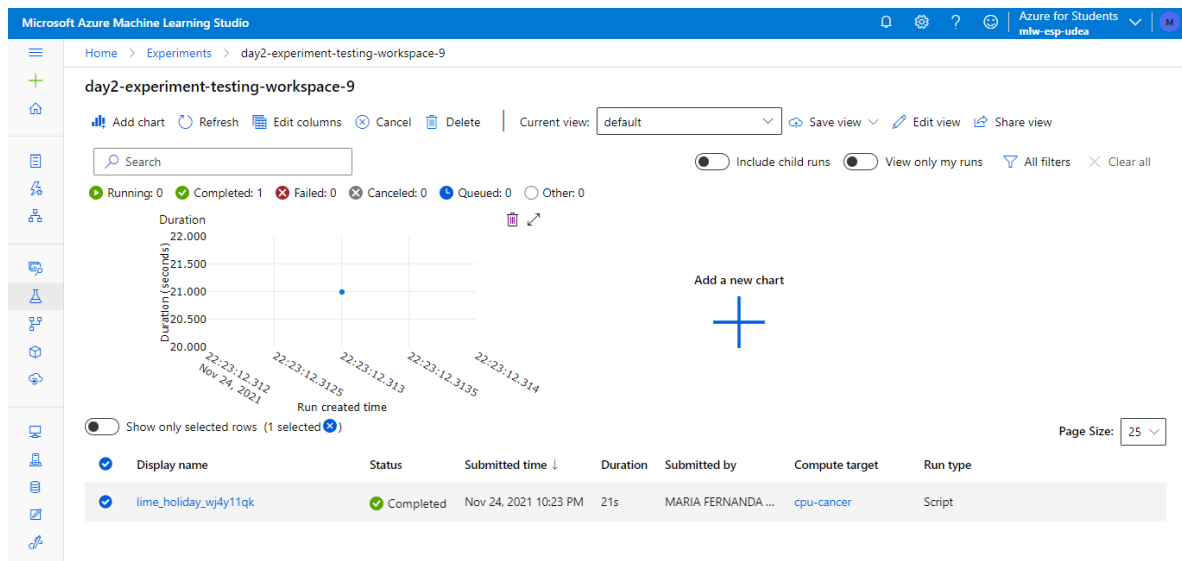 Microsoft Azure Machine Learning Studio
Azure for Students
mlw-esp-udea
M
Home > Experiments > day2-experiment-testing-workspace-9
day2-experiment-testing-workspace-9
Add chart Refresh Edit columns Cancel Delete Current view: default Save view Edit view Share view
Search
Include child runs View only my runs All filters Clear all
Running: 0 Completed: 1 Failed: 0 Canceled: 0 Queued: 0 Other: 0
Duration
Duration (seconds)
22.000
21.500
21.000
20.500
20.000
22:23:12.312
Nov 24, 2021
22:23:12.3125
22:23:12.313
22:23:12.3135
22:23:12.314
Run created time
Add a new chart
Show only selected rows (1 selected )
Page Size: 25
Display name Status Submitted time ↓ Duration Submitted by Compute target Run type
lime_holiday_wj4y11qk Completed Nov 24, 2021 10:23 PM 21s MARIA FERNANDA ... cpu-cancer Script